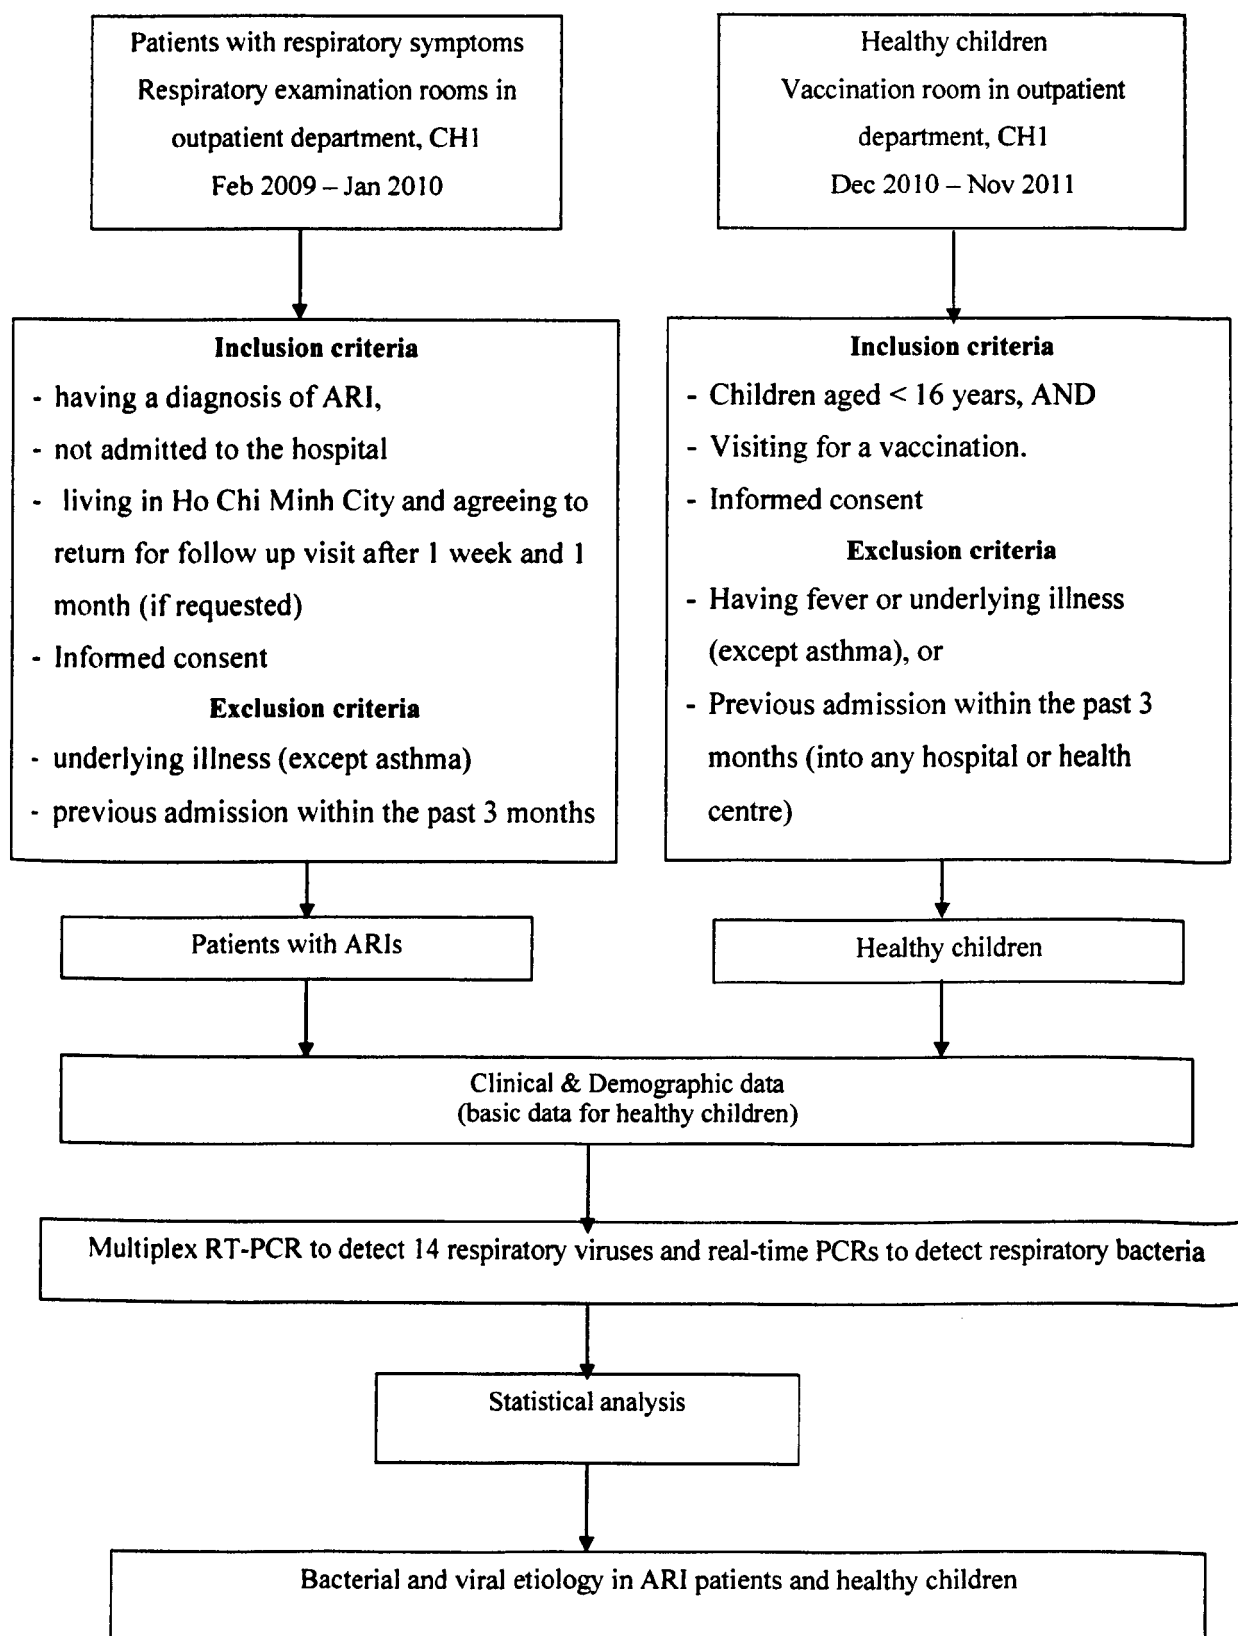 Patients with respiratory symptoms
Respiratory examination rooms in
outpatient department, CH1
Feb 2009 – Jan 2010
Healthy children
Vaccination room in outpatient
department, CH1
Dec 2010 – Nov 2011
Inclusion criteria
- having a diagnosis of ARI,
- not admitted to the hospital
- living in Ho Chi Minh City and agreeing to
return for follow up visit after 1 week and 1
month (if requested)
- Informed consent
Exclusion criteria
- underlying illness (except asthma)
- previous admission within the past 3 months
Inclusion criteria
- Children aged < 16 years, AND
- Visiting for a vaccination.
- Informed consent
Exclusion criteria
- Having fever or underlying illness
(except asthma), or
- Previous admission within the past 3
months (into any hospital or health
centre)
Patients with ARIs
Healthy children
Clinical & Demographic data
(basic data for healthy children)
Multiplex RT-PCR to detect 14 respiratory viruses and real-time PCRs to detect respiratory bacteria
Statistical analysis
Bacterial and viral etiology in ARI patients and healthy children